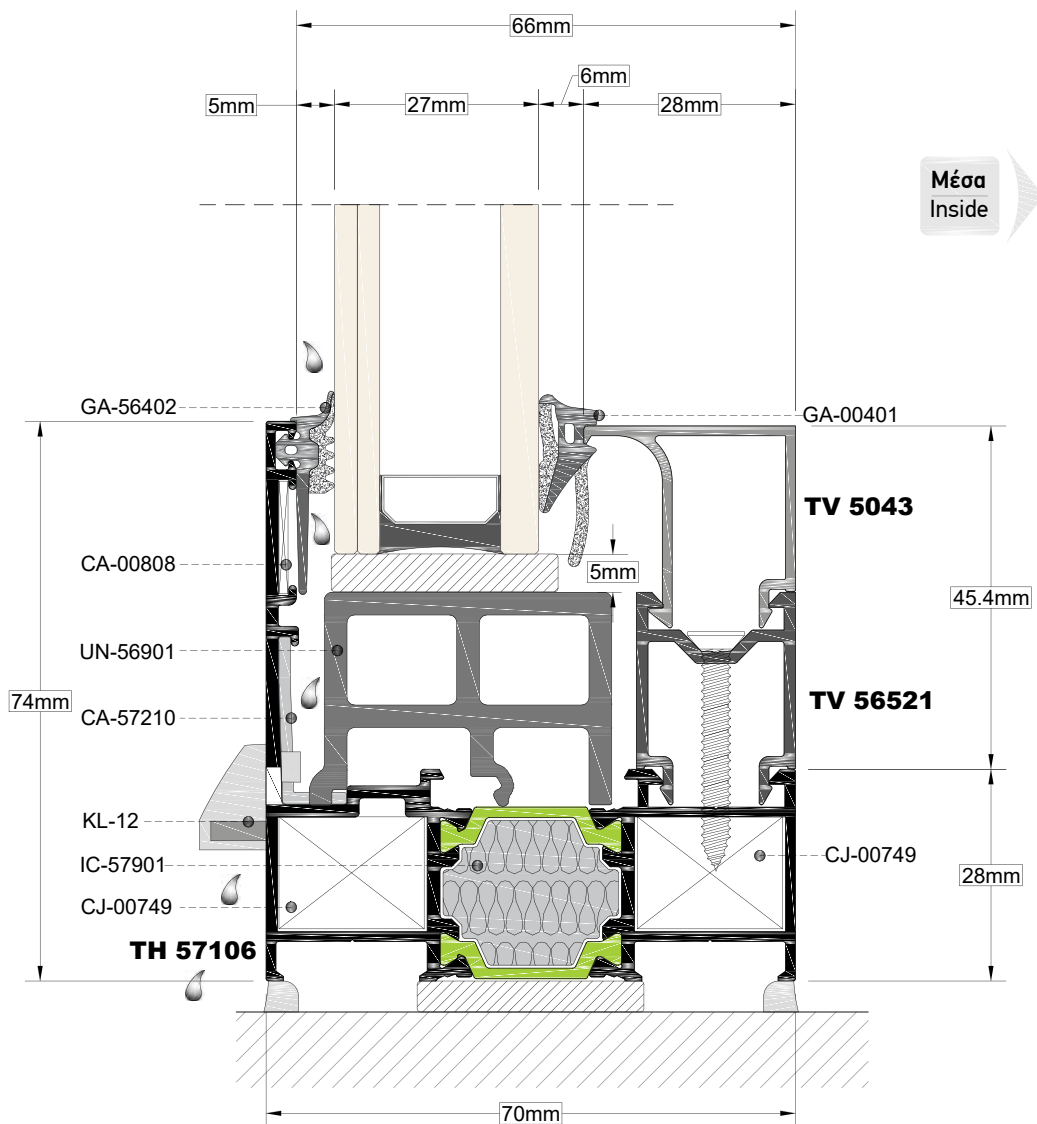 66mm
6mm
5mm
27mm
28mm
Μέσα
Inside
GA-56402
GA-00401
TV 5043
CA-00808
5mm
45.4mm
UN-56901
74mm
TV 56521
CA-57210
KL-12
CJ-00749
IC-57901
28mm
CJ-00749
TH 57106
70mm